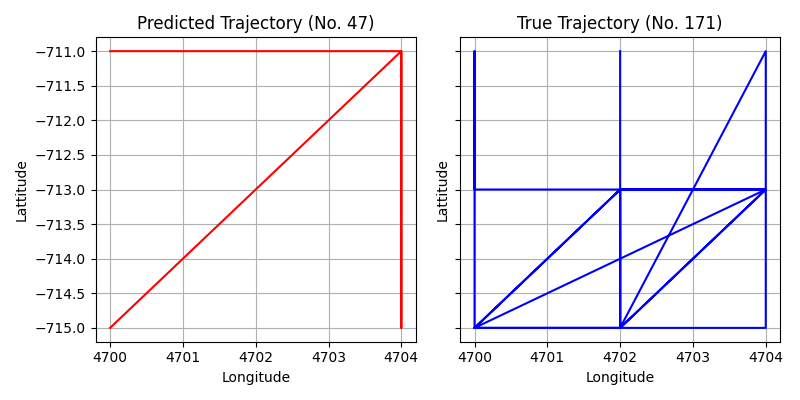 Predicted Trajectory (No. 47)
True Trajectory (No. 171)
Lattitude
−711.0
−711.5
−712.0
−712.5
−713.0
−713.5
−714.0
−714.5
−715.0
4700 4701 4702 4703 4704
Longitude
Lattitude
4700 4701 4702 4703 4704
Longitude